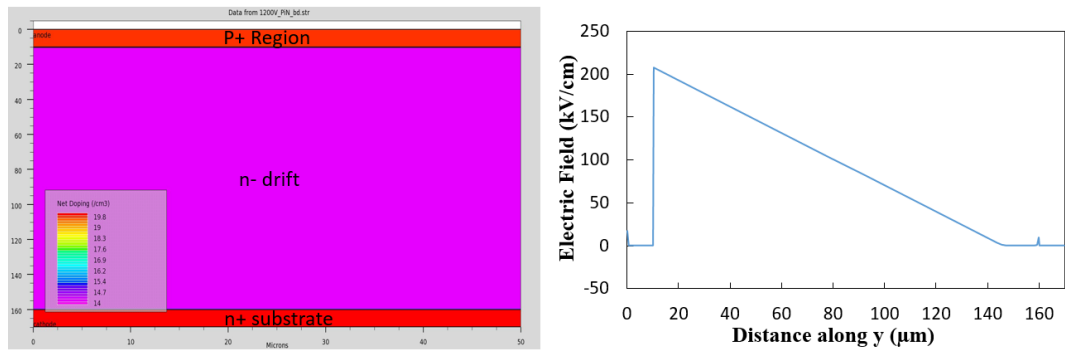 Data from 1200V_PiN_bd.str
0
20
40
60
80
100
120
140
160
anode
P+ Region
n- drift
Net Doping (/cm3)
19.8
19
18.3
17.6
16.9
16.2
15.4
14.7
14
n+ substrate
cathode
0
10
20
30
40
50
Microns
Electric Field (kV/cm)
250
200
150
100
50
0
-50
0 20 40 60 80 100 120 140 160
Distance along y (µm)